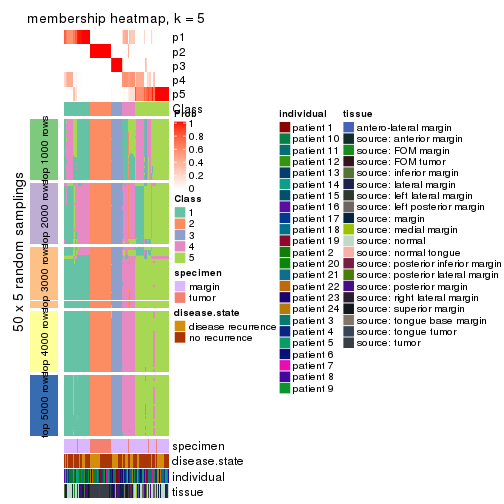 membership heatmap, k = 5
p1
p2
p3
p4
p5
Class
50 x 5 random samplings
top 1000 rows
top 2000 rows
top 3000 rows
top 4000 rows
top 5000 rows
specimen
disease.state
individual
tissue
Prob
1
0.8
0.6
0.4
0.2
0
Class
1
2
3
4
5
specimen
margin
tumor
disease.state
disease recurrence
no recurrence
individual
patient 1
patient 10
patient 11
patient 12
patient 13
patient 14
patient 15
patient 16
patient 17
patient 18
patient 19
patient 2
patient 20
patient 21
patient 22
patient 23
patient 24
patient 3
patient 4
patient 5
patient 6
patient 7
patient 8
patient 9
tissue
antero-lateral margin
source: anterior margin
source: FOM margin
source: FOM tumor
source: inferior margin
source: lateral margin
source: left lateral margin
source: left posterior margin
source: margin
source: medial margin
source: normal
source: normal tongue
source: posterior inferior margin
source: posterior lateral margin
source: posterior margin
source: right lateral margin
source: superior margin
source: tongue base margin
source: tongue tumor
source: tumor